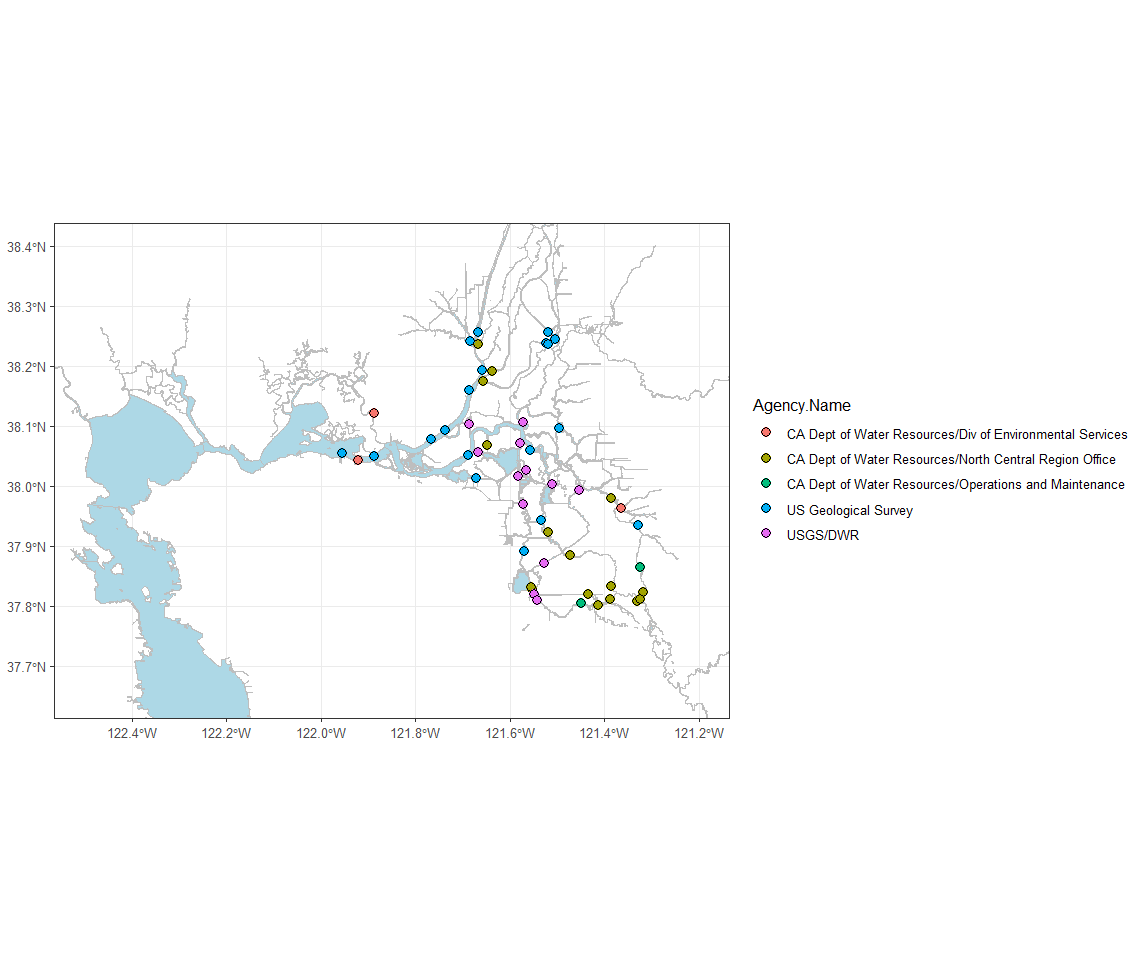 38.4°N
38.3°N
38.2°N
38.1°N
38.0°N
37.9°N
37.8°N
37.7°N
122.4°W 122.2°W 122.0°W 121.8°W 121.6°W 121.4°W 121.2°W
Agency.Name
CA Dept of Water Resources/Div of Environmental Services
CA Dept of Water Resources/North Central Region Office
CA Dept of Water Resources/Operations and Maintenance
US Geological Survey
USGS/DWR